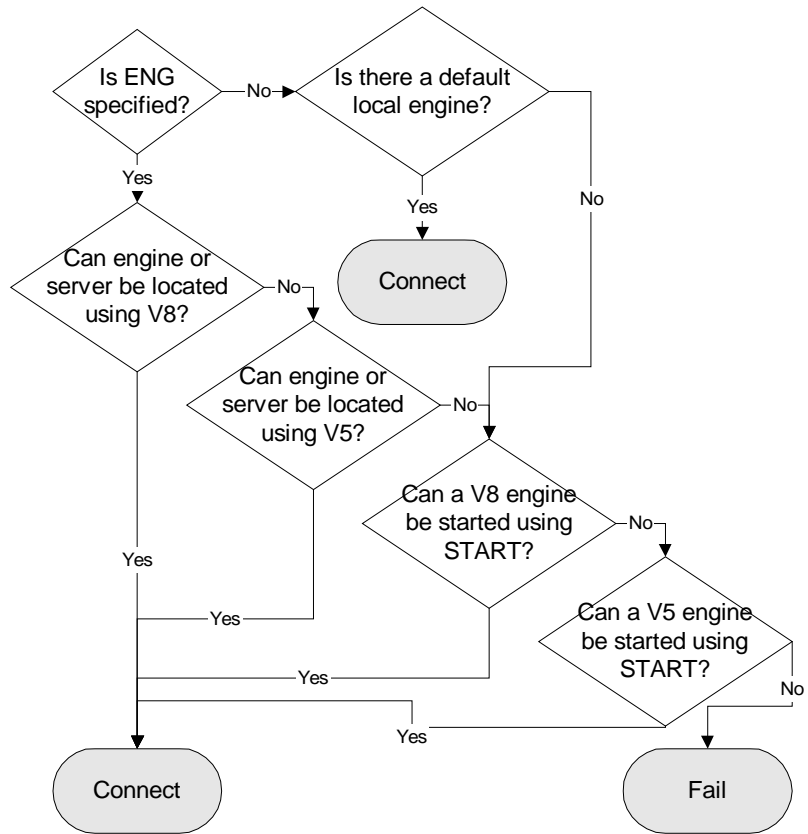 Is ENG
specified?
No
Is there a default
local engine?
Yes
Yes
No
Connect
Can engine or
server be located
using V8?
No
Can engine or
server be located
using V5?
No
Can a V8 engine
be started using
START?
No
Yes
Yes
Can a V5 engine
be started using
START?
Yes
No
Yes
Connect
Fail